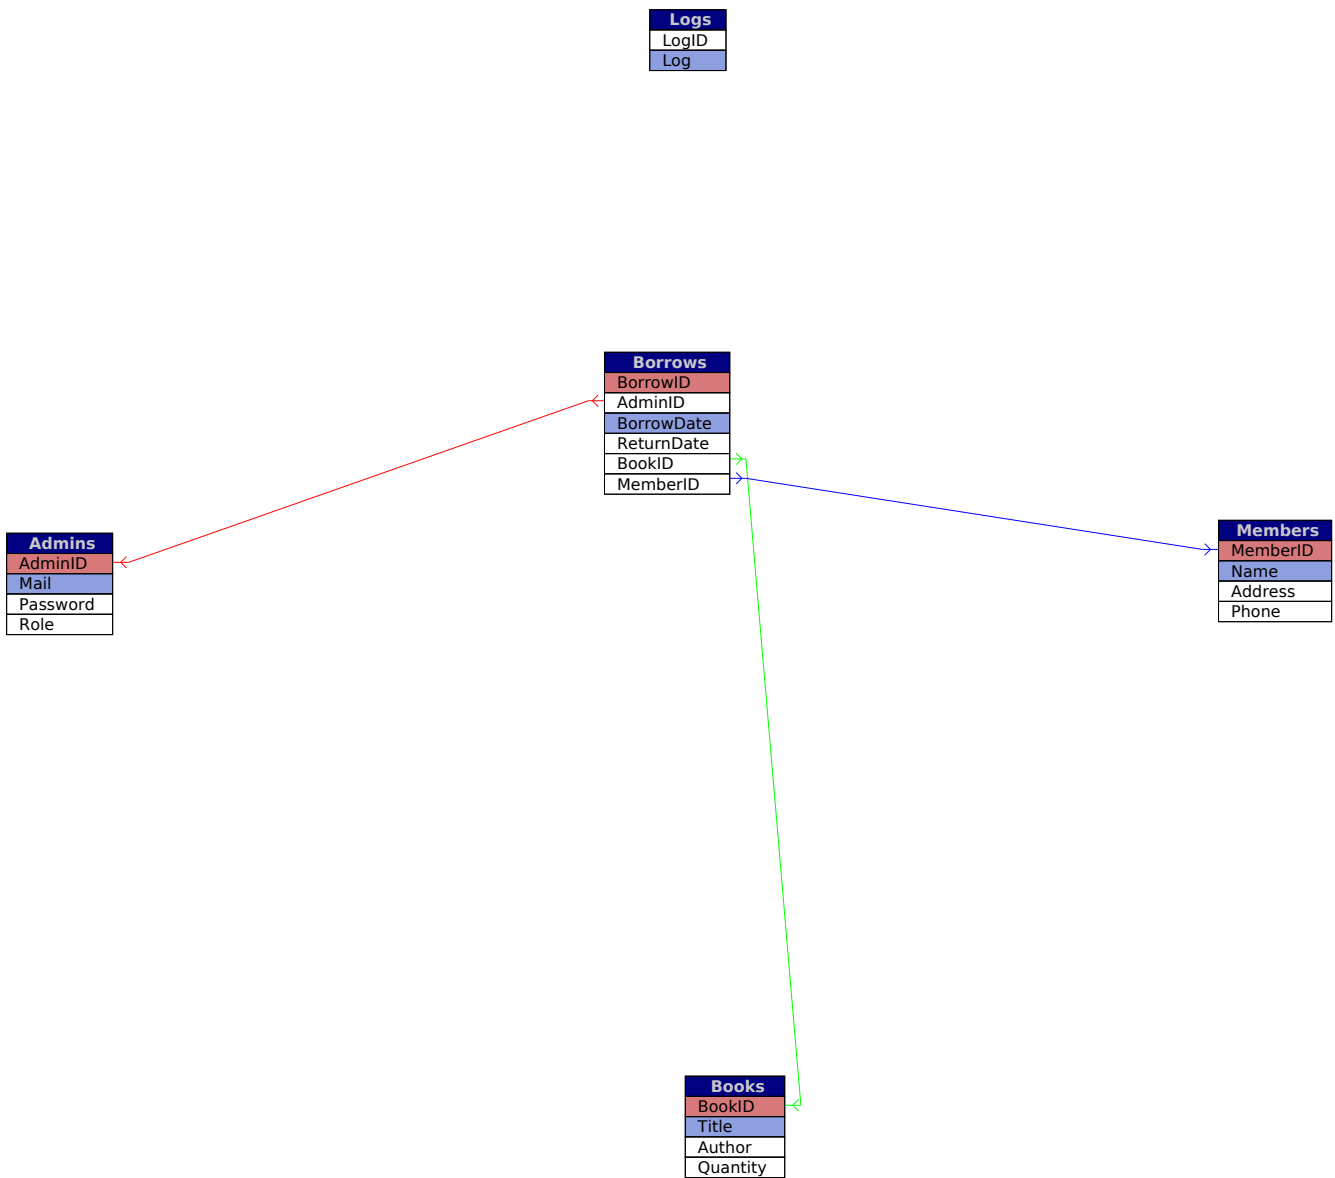 Logs
LogID
Log
Borrows
BorrowID
AdminID
BorrowDate
ReturnDate
BookID
MemberID
Admins
AdminID
Mail
Password
Role
Members
MemberID
Name
Address
Phone
Books
BookID
Title
Author
Quantity